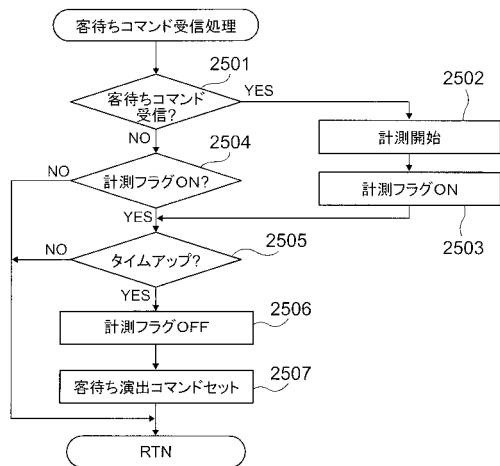 客待ちコマンド受信処理
2501
客待ちコマンド
受信?
YES
2502
NO
計測開始
2504
NO
計測フラグON?
計測フラグON
YES
2503
2505
NO
タイムアップ?
YES
2506
計測フラグOFF
2507
客待ち演出コマンドセット
RTN